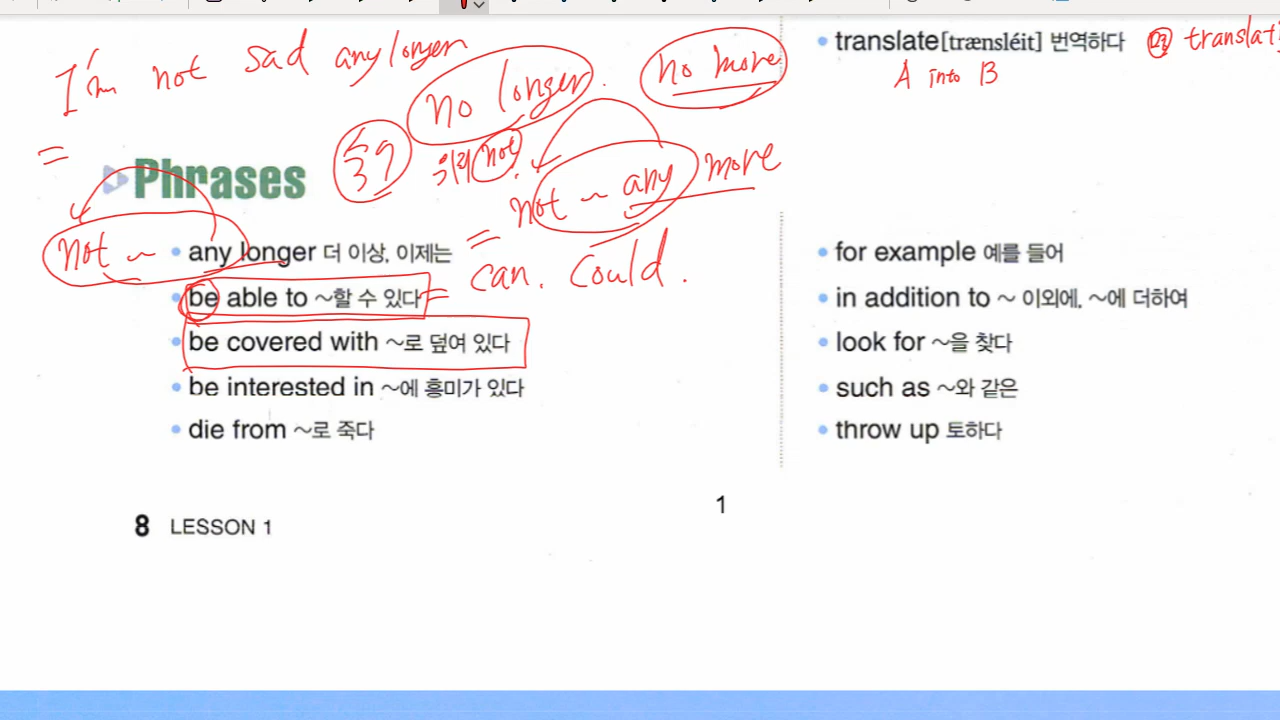 I'm not sad any longer
=
no longer.
no more
not
= not ~ any more
translate[trænsléit] 번역하다
translati
A into B
Phrases
not ~
any longer 더 이상, 이제는
be able to ~할 수 있다
= can. could.
be covered with ~로 덮여 있다
be interested in ~에 흥미가 있다
die from ~로 죽다
for example 예를 들어
in addition to ~ 이외에, ~에 더하여
look for ~을 찾다
such as ~와 같은
throw up 토하다
1
8 LESSON 1